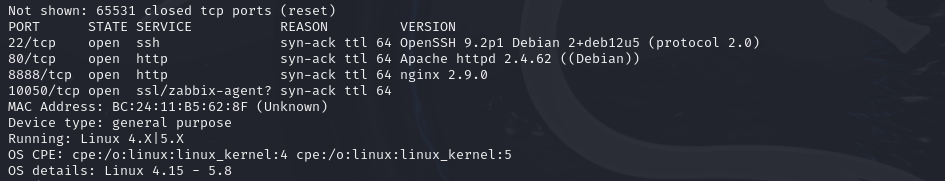 Not shown: 65531 closed tcp ports (reset)
PORT      STATE SERVICE           REASON         VERSION
22/tcp    open  ssh               syn-ack ttl 64 OpenSSH 9.2p1 Debian 2+deb12u5 (protocol 2.0)
80/tcp    open  http              syn-ack ttl 64 Apache httpd 2.4.62 ((Debian))
8888/tcp  open  http              syn-ack ttl 64 nginx 2.9.0
10050/tcp open  ssl/zabbix-agent? syn-ack ttl 64
MAC Address: BC:24:11:B5:62:8F (Unknown)
Device type: general purpose
Running: Linux 4.X|5.X
OS CPE: cpe:/o:linux:linux_kernel:4 cpe:/o:linux:linux_kernel:5
OS details: Linux 4.15 - 5.8